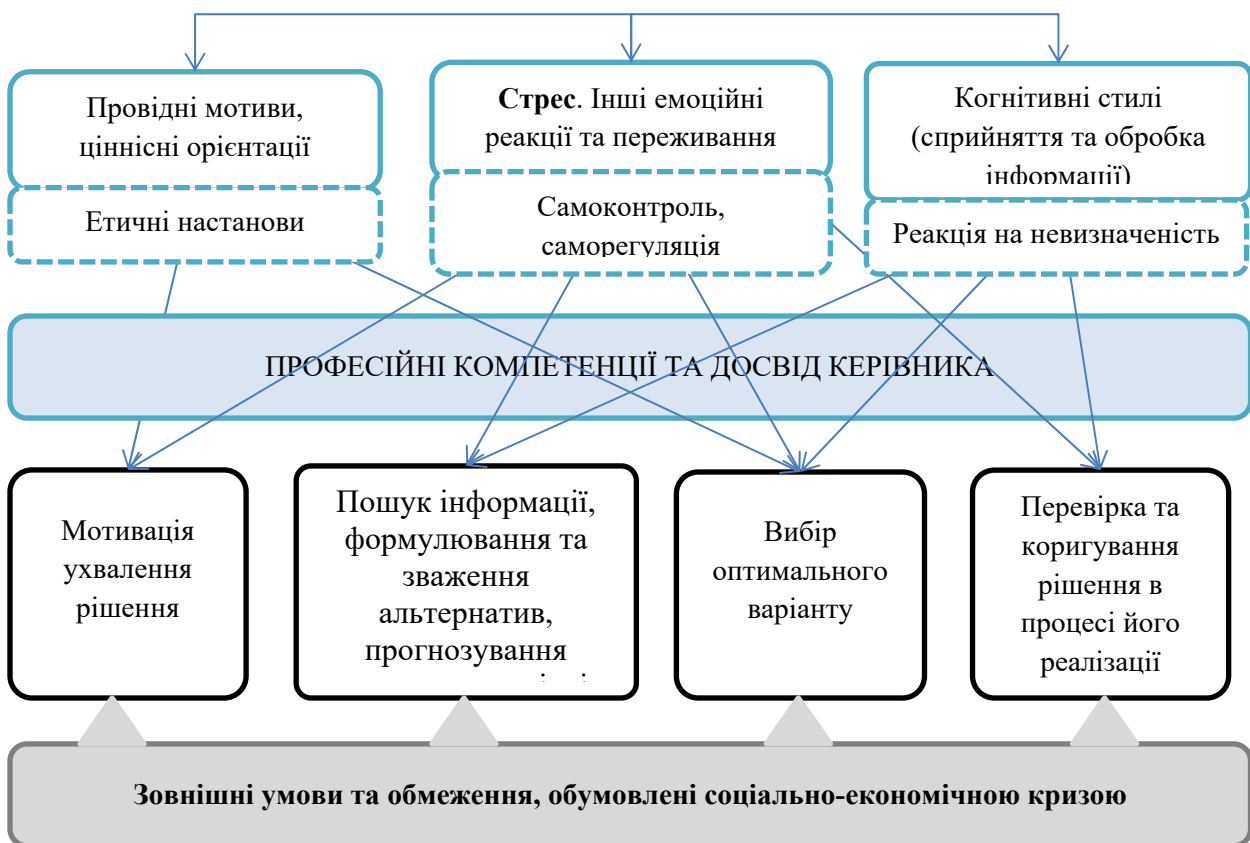 Провідні мотиви,
ціннісні орієнтації
Етичні настанови
Стрес. Інші емоційні
реакції та переживання
Самоконтроль,
саморегуляція
Когнітивні стилі
(сприйняття та обробка
інформації)
Реакція на невизначеність
ПРОФЕСІЙНІ КОМПЕТЕНЦІЇ ТА ДОСВІД КЕРІВНИКА
Мотивація
ухвалення
рішення
Пошук інформації,
формулювання та
зваження
альтернатив,
прогнозування
Вибір
оптимального
варіанту
Перевірка та
коригування
рішення в
процесі його
реалізації
Зовнішні умови та обмеження, обумовлені соціально-економічною кризою